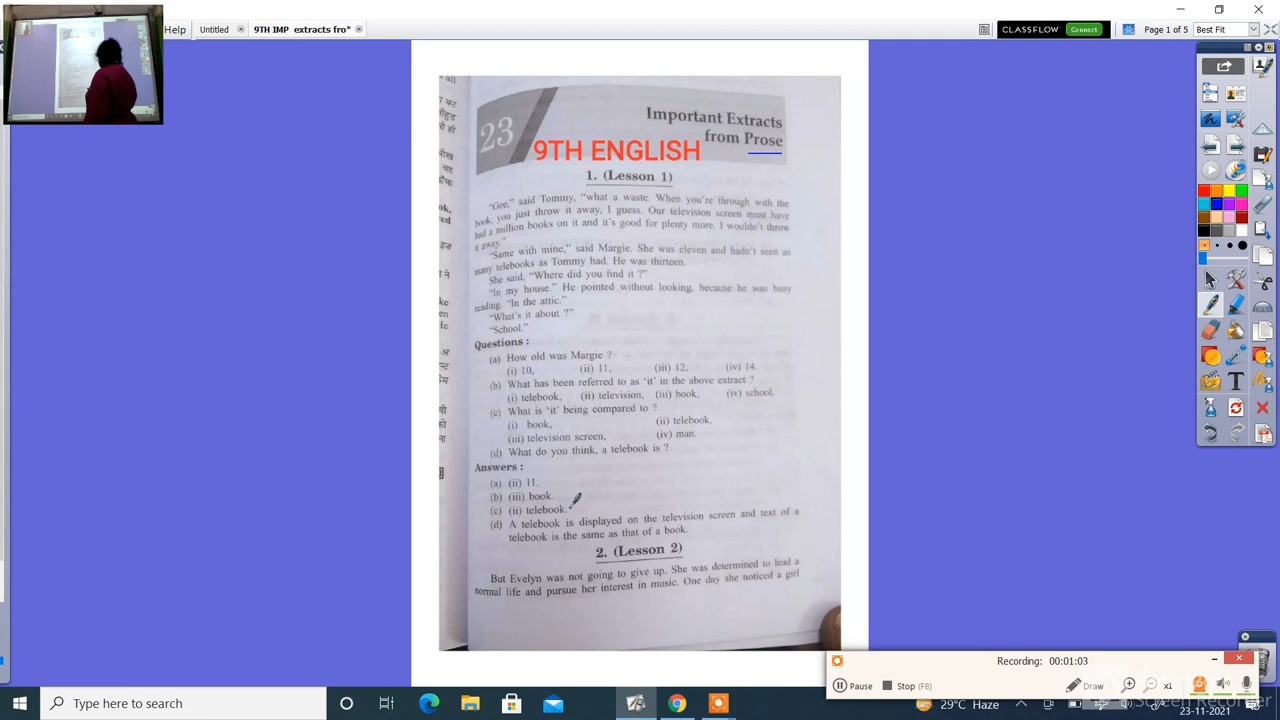 Help
Untitled
9TH IMP extracts fro*
CLASSFLOW
Connect
Page 1 of 5
Best Fit
23
Important Extracts
from Prose
9TH ENGLISH
1. (Lesson 1)
"Gee," said Tommy, "what a waste. When you're through with the
book, you just throw it away, I guess. Our television screen must have
had a million books on it and it's good for plenty more. I wouldn't throw
it away."
"Same with mine," said Margie. She was eleven and hadn't seen as
many telebooks as Tommy had. He was thirteen.
She said, "Where did you find it ?"
"In my house." He pointed without looking, because he was busy
reading. "In the attic."
"What's it about ?"
"School."
Questions :
(a) How old was Margie ?
(i) 10, (ii) 11, (iii) 12, (iv) 14.
(b) What has been referred to as 'it' in the above extract ?
(i) telebook, (ii) television, (iii) book, (iv) school.
(c) What is 'it' being compared to ?
(i) book, (ii) telebook,
(iii) television screen, (iv) man.
(d) What do you think, a telebook is ?
Answers :
(a) (ii) 11.
(b) (iii) book.
(c) (ii) telebook.
(d) A telebook is displayed on the television screen and text of a
telebook is the same as that of a book.
2. (Lesson 2)
But Evelyn was not going to give up. She was determined to lead a
normal life and pursue her interest in music. One day she noticed a girl
Recording: 00:01:03
Pause
Stop (F8)
Draw
x1
Type here to search
29°C Haze
23-11-2021